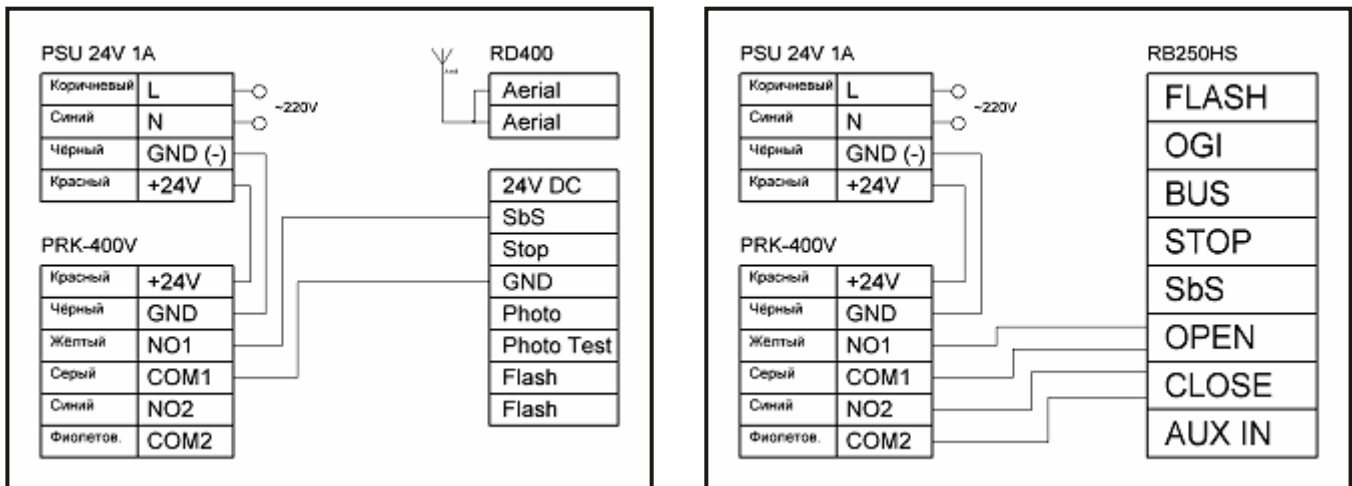 PSU 24V 1A
Коричневый L
Синий N
Чёрный GND (-)
Красный +24V
~220V
PRK-400V
Красный +24V
Чёрный GND
Жёлтый NO1
Серый COM1
Синий NO2
Фиолетов. COM2
RD400
Aerial
Aerial
24V DC
SbS
Stop
GND
Photo
Photo Test
Flash
Flash
PSU 24V 1A
Коричневый L
Синий N
Чёрный GND (-)
Красный +24V
~220V
PRK-400V
Красный +24V
Чёрный GND
Жёлтый NO1
Серый COM1
Синий NO2
Фиолетов. COM2
RB250HS
FLASH
OGI
BUS
STOP
SbS
OPEN
CLOSE
AUX IN